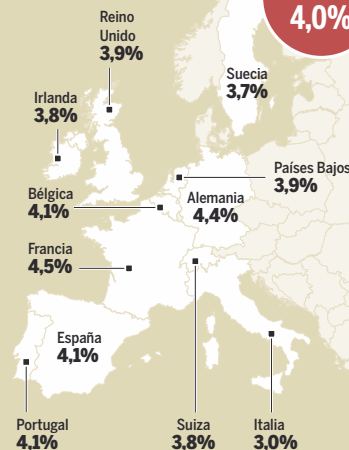 4,0%
Reino
Unido
3,9%
Suecia
3,7%
Irlanda
3,8%
Países Bajos
3,9%
Bélgica
4,1%
Alemania
4,4%
Francia
4,5%
España
4,1%
Portugal
4,1%
Suiza
3,8%
Italia
3,0%